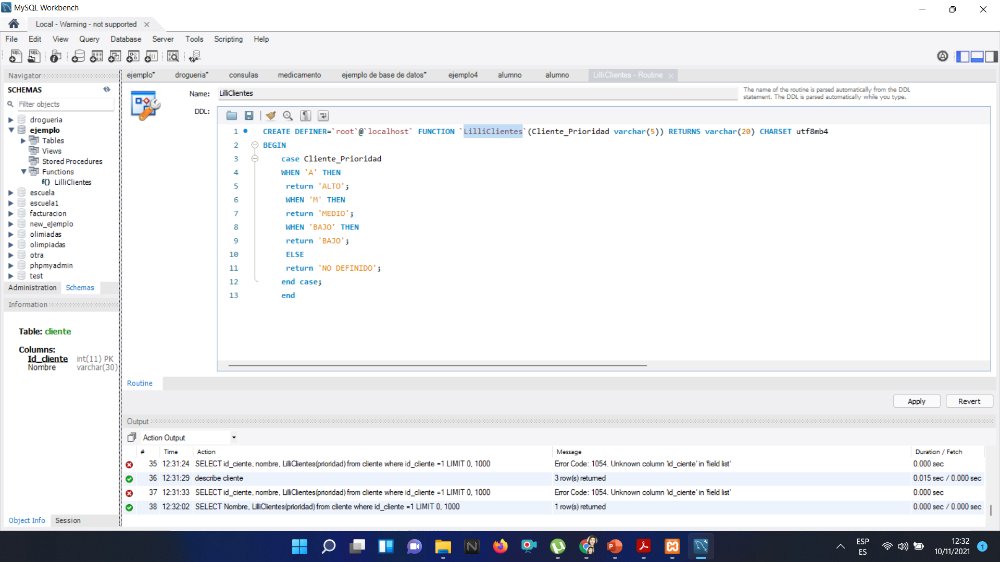 MySQL Workbench
Local - Warning - not supported
File Edit View Query Database Server Tools Scripting Help
Navigator
SCHEMAS
Filter objects
drogueria
ejemplo
Tables
Views
Stored Procedures
Functions
f() LilliClientes
escuela
escuela1
facturacion
new_ejemplo
olimiadas
olimpiadas
otra
phpmyadmin
test
Administration Schemas
Information
Table: cliente
Columns:
Id_cliente int(11) PK
Nombre varchar(30)
Object Info Session
ejemplo* drogueria* consulas medicamento ejemplo de base de datos* ejemplo4 alumno alumno LilliClientes - Routine
Name: LilliClientes
The name of the routine is parsed automatically from the DDL
statement. The DDL is parsed automatically while you type.
DDL:
1 CREATE DEFINER=`root`@`localhost` FUNCTION `LilliClientes`(Cliente_Prioridad varchar(5)) RETURNS varchar(20) CHARSET utf8mb4
2 BEGIN
3 case Cliente_Prioridad
4 WHEN 'A' THEN
5 return 'ALTO';
6 WHEN 'M' THEN
7 return 'MEDIO';
8 WHEN 'BAJO' THEN
9 return 'BAJO';
10 ELSE
11 return 'NO DEFINIDO';
12 end case;
13 end
Routine
Apply Revert
Output
Action Output
# Time Action Message Duration / Fetch
35 12:31:24 SELECT id_ciente, nombre, LilliClientes(prioridad) from cliente where id_cliente =1 LIMIT 0, 1000 Error Code: 1054. Unknown column 'id_ciente' in 'field list' 0.000 sec
36 12:31:29 describe cliente 3 row(s) returned 0.015 sec / 0.000 sec
37 12:31:33 SELECT id_ciente, nombre, LilliClientes(prioridad) from cliente where id_cliente =1 LIMIT 0, 1000 Error Code: 1054. Unknown column 'id_ciente' in 'field list' 0.000 sec
38 12:32:02 SELECT Nombre, LilliClientes(prioridad) from cliente where id_cliente =1 LIMIT 0, 1000 1 row(s) returned 0.000 sec / 0.000 sec
ESP
ES
12:32
10/11/2021
1